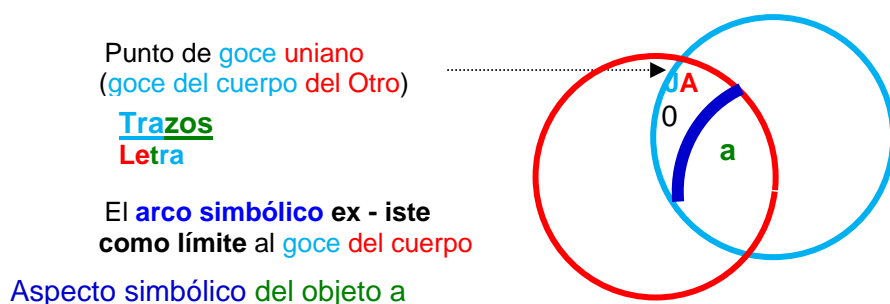 Punto de goce uniano
(goce del cuerpo del Otro)
JA
0
Trazos
Letra
a
El arco simbólico ex - iste
como límite al goce del cuerpo
Aspecto simbólico del objeto a